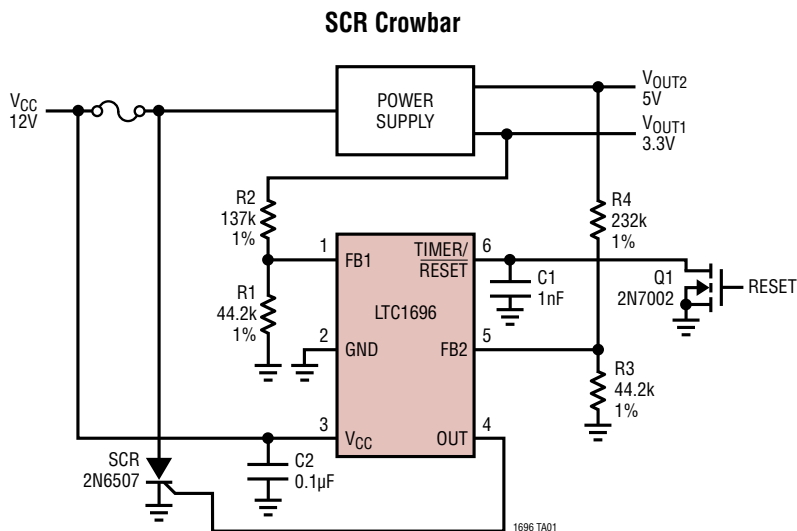 SCR Crowbar
VCC
12V
POWER
SUPPLY
VOUT2
5V
VOUT1
3.3V
R2
137k
1%
R4
232k
1%
1
FB1
TIMER/
RESET
6
C1
1nF
Q1
2N7002
RESET
R1
44.2k
1%
LTC1696
2
GND
5
FB2
R3
44.2k
1%
3
VCC
OUT
4
SCR
2N6507
C2
0.1µF
1696 TA01